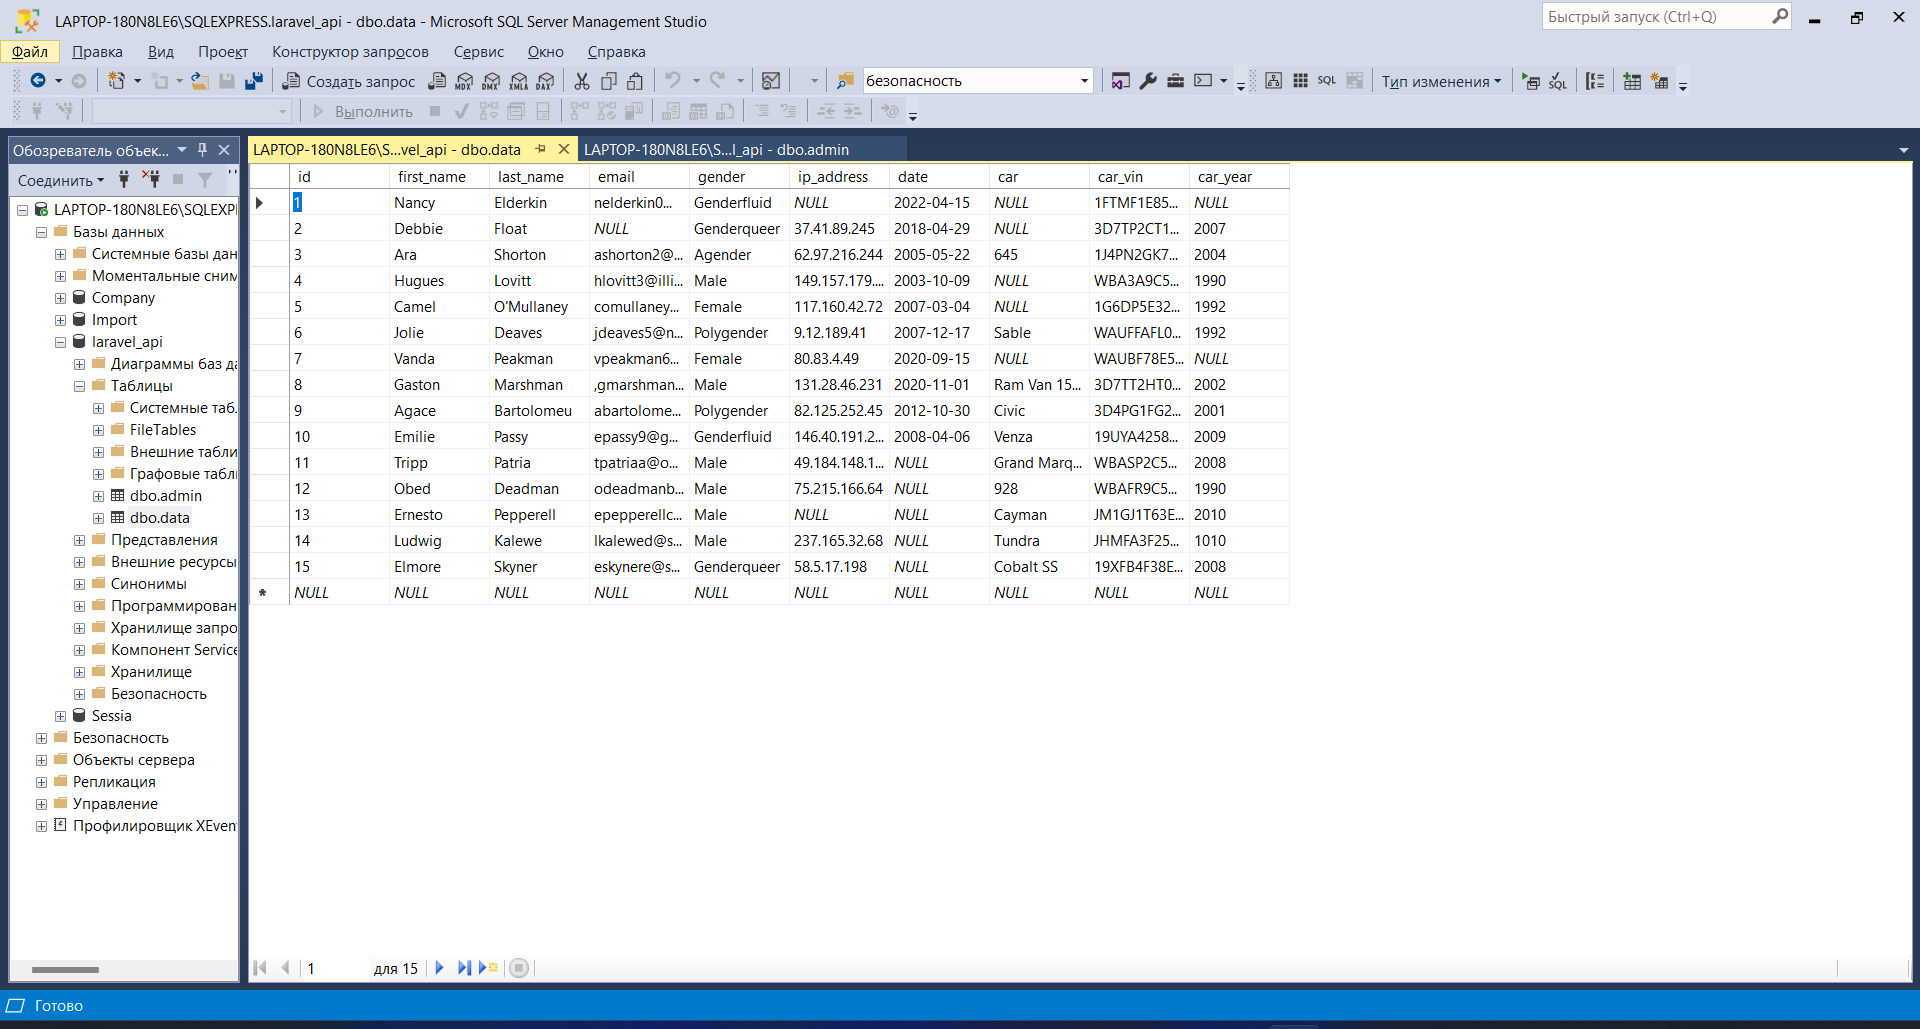 LAPTOP-180N8LE6\SQLEXPRESS.laravel_api - dbo.data - Microsoft SQL Server Management Studio
Быстрый запуск (Ctrl+Q)
Файл Правка Вид Проект Конструктор запросов Сервис Окно Справка
Создать запрос MDX DMX XMLA DAX безопасность SQL Тип изменения SQL
Выполнить
Обозреватель объек...
LAPTOP-180N8LE6\S...vel_api - dbo.data
LAPTOP-180N8LE6\S...l_api - dbo.admin
Соединить
LAPTOP-180N8LE6\SQLEXPI
Базы данных
Системные базы дан
Моментальные сним
Company
Import
laravel_api
Диаграммы баз да
Таблицы
Системные таб.
FileTables
Внешние табли
Графовые табл
dbo.admin
dbo.data
Представления
Внешние ресурсы
Синонимы
Программирован
Хранилище запро
Компонент Service
Хранилище
Безопасность
Sessia
Безопасность
Объекты сервера
Репликация
Управление
Профилировщик XEven
id first_name last_name email gender ip_address date car car_vin car_year
1 Nancy Elderkin nelderkin0... Genderfluid NULL 2022-04-15 NULL 1FTMF1E85... NULL
2 Debbie Float NULL Genderqueer 37.41.89.245 2018-04-29 NULL 3D7TP2CT1... 2007
3 Ara Shorton ashorton2@... Agender 62.97.216.244 2005-05-22 645 1J4PN2GK7... 2004
4 Hugues Lovitt hlovitt3@illi... Male 149.157.179.... 2003-10-09 NULL WBA3A9C5... 1990
5 Camel O'Mullaney comullaney... Female 117.160.42.72 2007-03-04 NULL 1G6DP5E32... 1992
6 Jolie Deaves jdeaves5@n... Polygender 9.12.189.41 2007-12-17 Sable WAUFFAFL0... 1992
7 Vanda Peakman vpeakman6... Female 80.83.4.49 2020-09-15 NULL WAUBF78E5... NULL
8 Gaston Marshman ,gmarshman... Male 131.28.46.231 2020-11-01 Ram Van 15... 3D7TT2HT0... 2002
9 Agace Bartolomeu abartolome... Polygender 82.125.252.45 2012-10-30 Civic 3D4PG1FG2... 2001
10 Emilie Passy epassy9@g... Genderfluid 146.40.191.2... 2008-04-06 Venza 19UYA4258... 2009
11 Tripp Patria tpatriaa@o... Male 49.184.148.1... NULL Grand Marq... WBASP2C5... 2008
12 Obed Deadman odeadmanb... Male 75.215.166.64 NULL 928 WBAFR9C5... 1990
13 Ernesto Pepperell epepperellc... Male NULL NULL Cayman JM1GJ1T63E... 2010
14 Ludwig Kalewe lkalewed@s... Male 237.165.32.68 NULL Tundra JHMFA3F25... 1010
15 Elmore Skyner eskynere@s... Genderqueer 58.5.17.198 NULL Cobalt SS 19XFB4F38E... 2008
NULL NULL NULL NULL NULL NULL NULL NULL NULL NULL
1 для 15
Готово